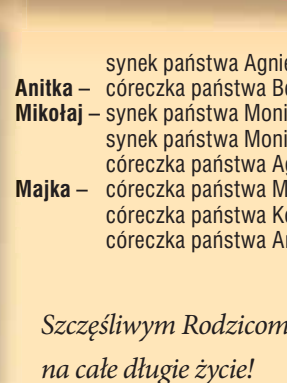 synek państwa
Anitka – córeczka państwa
Mikołaj – synek państwa
synek państwa
córeczka państwa
Majka – córeczka państwa
córeczka państwa
córeczka państwa
Szczęśliwym Rodzicom
na całe długie życie!